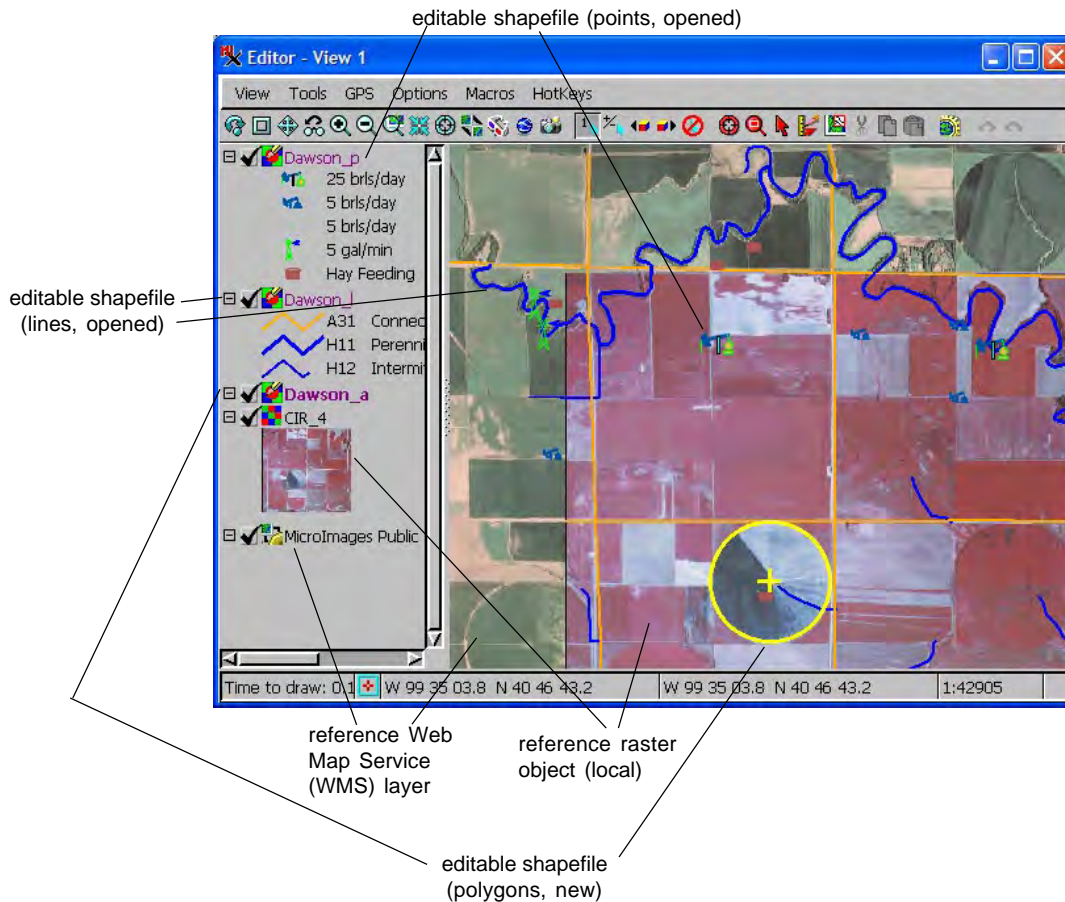 editable shapefile (points, opened)
Editor - View 1
View Tools GPS Options Macros HotKeys
Dawson_p
25 brls/day
5 brls/day
5 brls/day
5 gal/min
Hay Feeding
editable shapefile
(lines, opened)
Dawson_l
A31 Connec
H11 Perenni
H12 Intermit
Dawson_a
CIR_4
MicroImages Public
Time to draw: 0.1 W 99 35 03.8 N 40 46 43.2 W 99 35 03.8 N 40 46 43.2 1:42905
reference Web
Map Service
(WMS) layer
reference raster
object (local)
editable shapefile
(polygons, new)